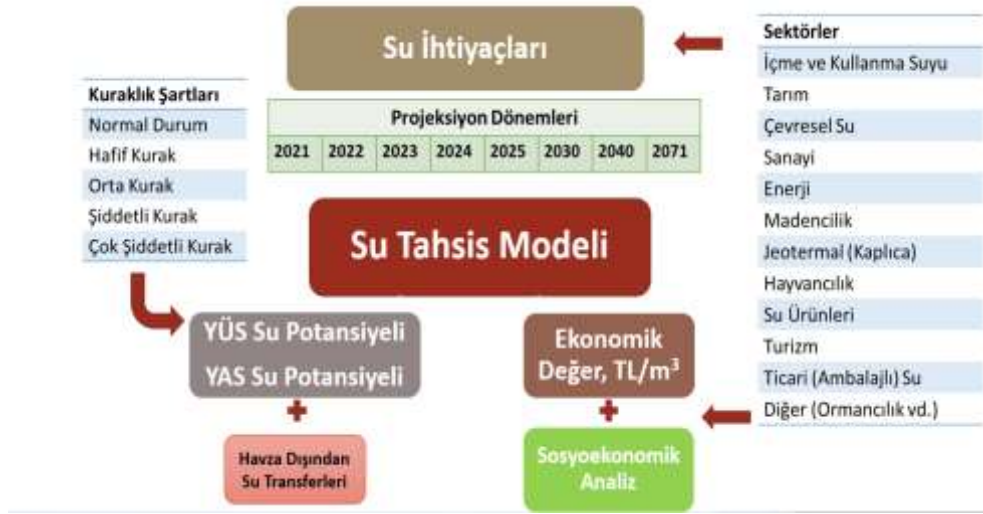 Su İhtiyaçları
Kuraklık Şartları
Normal Durum
Hafif Kurak
Orta Kurak
Şiddetli Kurak
Çok Şiddetli Kurak
Projeksiyon Dönemleri
2021 2022 2023 2024 2025 2030 2040 2071
Su Tahsis Modeli
YÜS Su Potansiyeli
YAS Su Potansiyeli
+
Havza Dışından
Su Transferleri
Ekonomik
Değer, TL/m³
+
Sosyoekonomik
Analiz
Sektörler
İçme ve Kullanma Suyu
Tarım
Çevresel Su
Sanayi
Enerji
Madencilik
Jeotermal (Kaplıca)
Hayvancılık
Su Ürünleri
Turizm
Ticari (Ambalajlı) Su
Diğer (Ormancılık vd.)